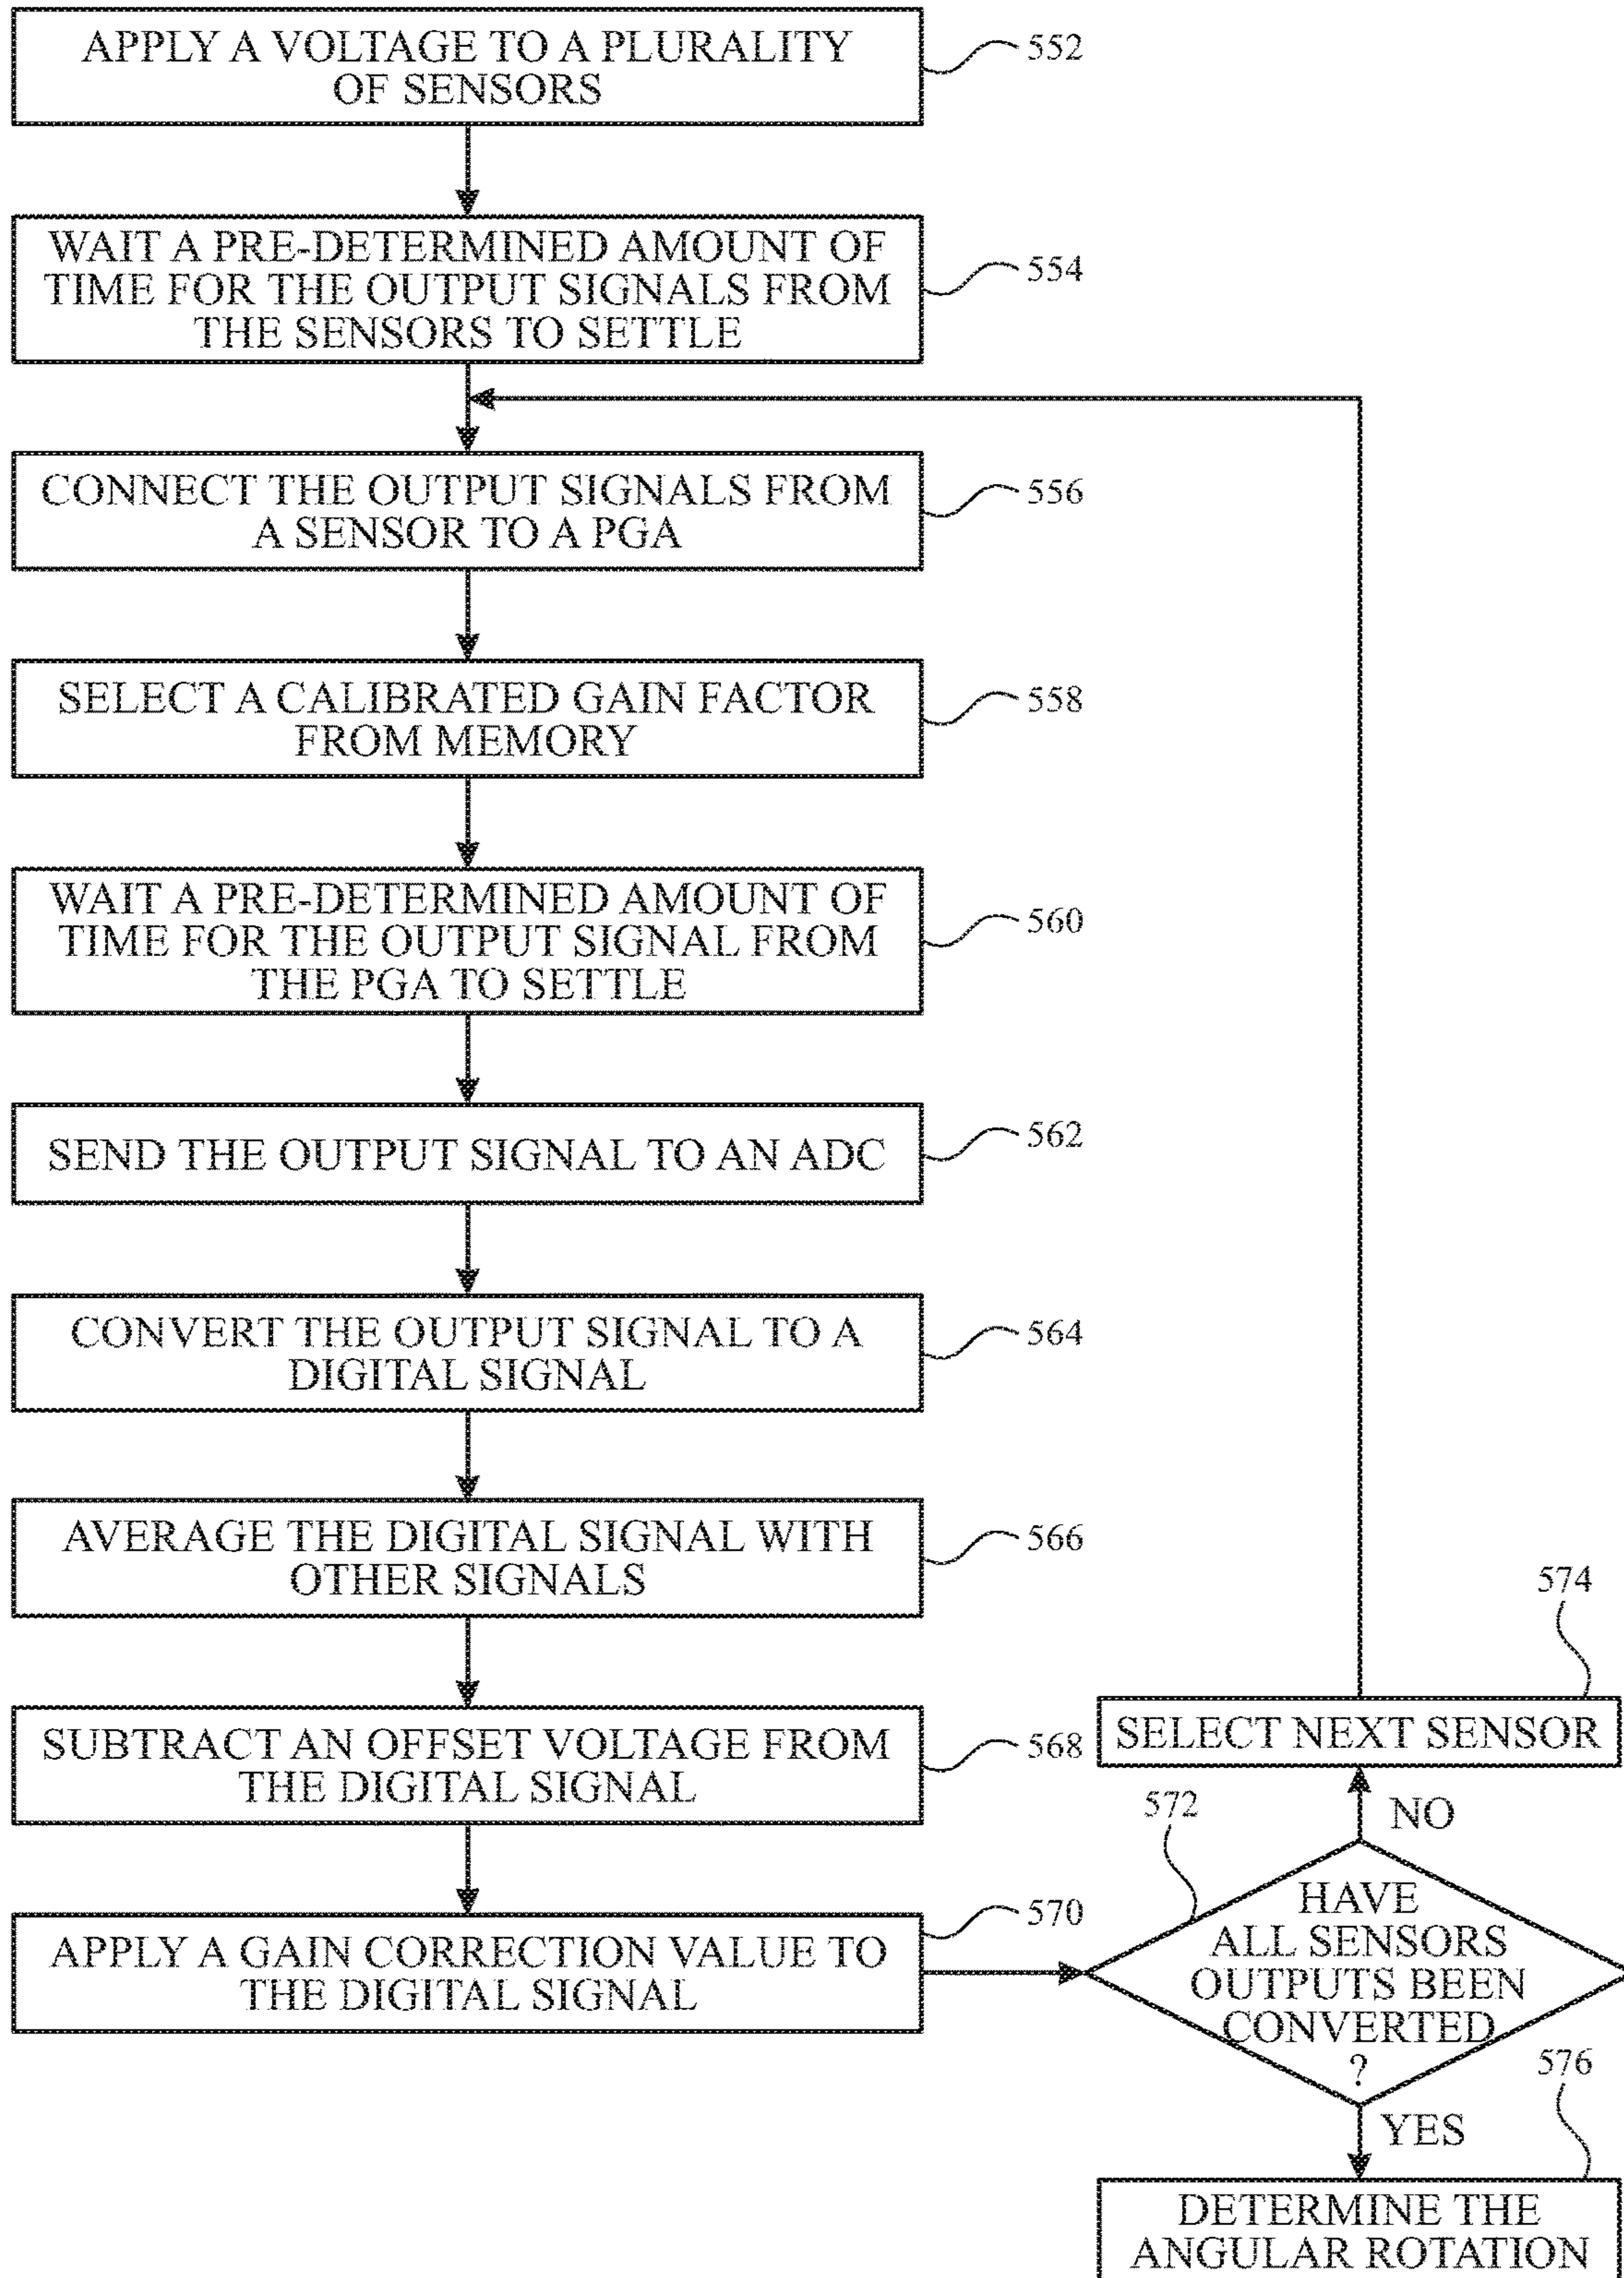 APPLY A VOLTAGE TO A PLURALITY
OF SENSORS
552
WAIT A PRE-DETERMINED AMOUNT OF
TIME FOR THE OUTPUT SIGNALS FROM
THE SENSORS TO SETTLE
554
CONNECT THE OUTPUT SIGNALS FROM
A SENSOR TO A PGA
556
SELECT A CALIBRATED GAIN FACTOR
FROM MEMORY
558
WAIT A PRE-DETERMINED AMOUNT OF
TIME FOR THE OUTPUT SIGNAL FROM
THE PGA TO SETTLE
560
SEND THE OUTPUT SIGNAL TO AN ADC
562
CONVERT THE OUTPUT SIGNAL TO A
DIGITAL SIGNAL
564
AVERAGE THE DIGITAL SIGNAL WITH
OTHER SIGNALS
566
SUBTRACT AN OFFSET VOLTAGE FROM
THE DIGITAL SIGNAL
568
APPLY A GAIN CORRECTION VALUE TO
THE DIGITAL SIGNAL
570
574
SELECT NEXT SENSOR
NO
572
HAVE
ALL SENSORS
OUTPUTS BEEN
CONVERTED
?
YES
576
DETERMINE THE
ANGULAR ROTATION